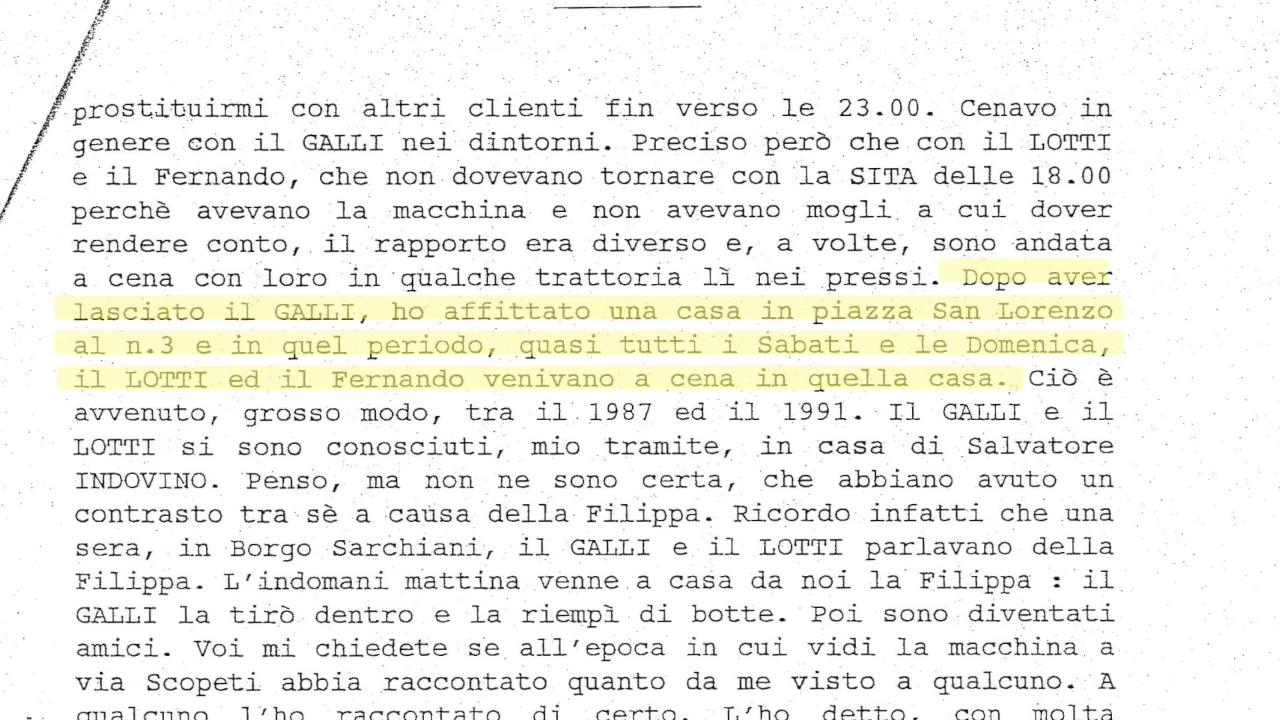 prostituirmi con altri clienti fin verso le 23.00. Cenavo in
genere con il GALLI nei dintorni. Preciso però che con il LOTTI
e il Fernando, che non dovevano tornare con la SITA delle 18.00
perchè avevano la macchina e non avevano mogli a cui dover
rendere conto, il rapporto era diverso e, a volte, sono andata
a cena con loro in qualche trattoria lì nei pressi. Dopo aver
lasciato il GALLI, ho affittato una casa in piazza San Lorenzo
al n.3 e in quel periodo, quasi tutti i Sabati e le Domenica,
il LOTTI ed il Fernando venivano a cena in quella casa. Ciò è
avvenuto, grosso modo, tra il 1987 ed il 1991. Il GALLI e il
LOTTI si sono conosciuti, mio tramite, in casa di Salvatore
INDOVINO. Penso, ma non ne sono certa, che abbiano avuto un
contrasto tra sè a causa della Filippa. Ricordo infatti che una
sera, in Borgo Sarchiani, il GALLI e il LOTTI parlavano della
Filippa. L'indomani mattina venne a casa da noi la Filippa : il
GALLI la tirò dentro e la riempì di botte. Poi sono diventati
amici. Voi mi chiedete se all'epoca in cui vidi la macchina a
via Scopeti abbia raccontato quanto da me visto a qualcuno. A
qualcuno l'ho raccontato di certo. L'ho detto, con molta